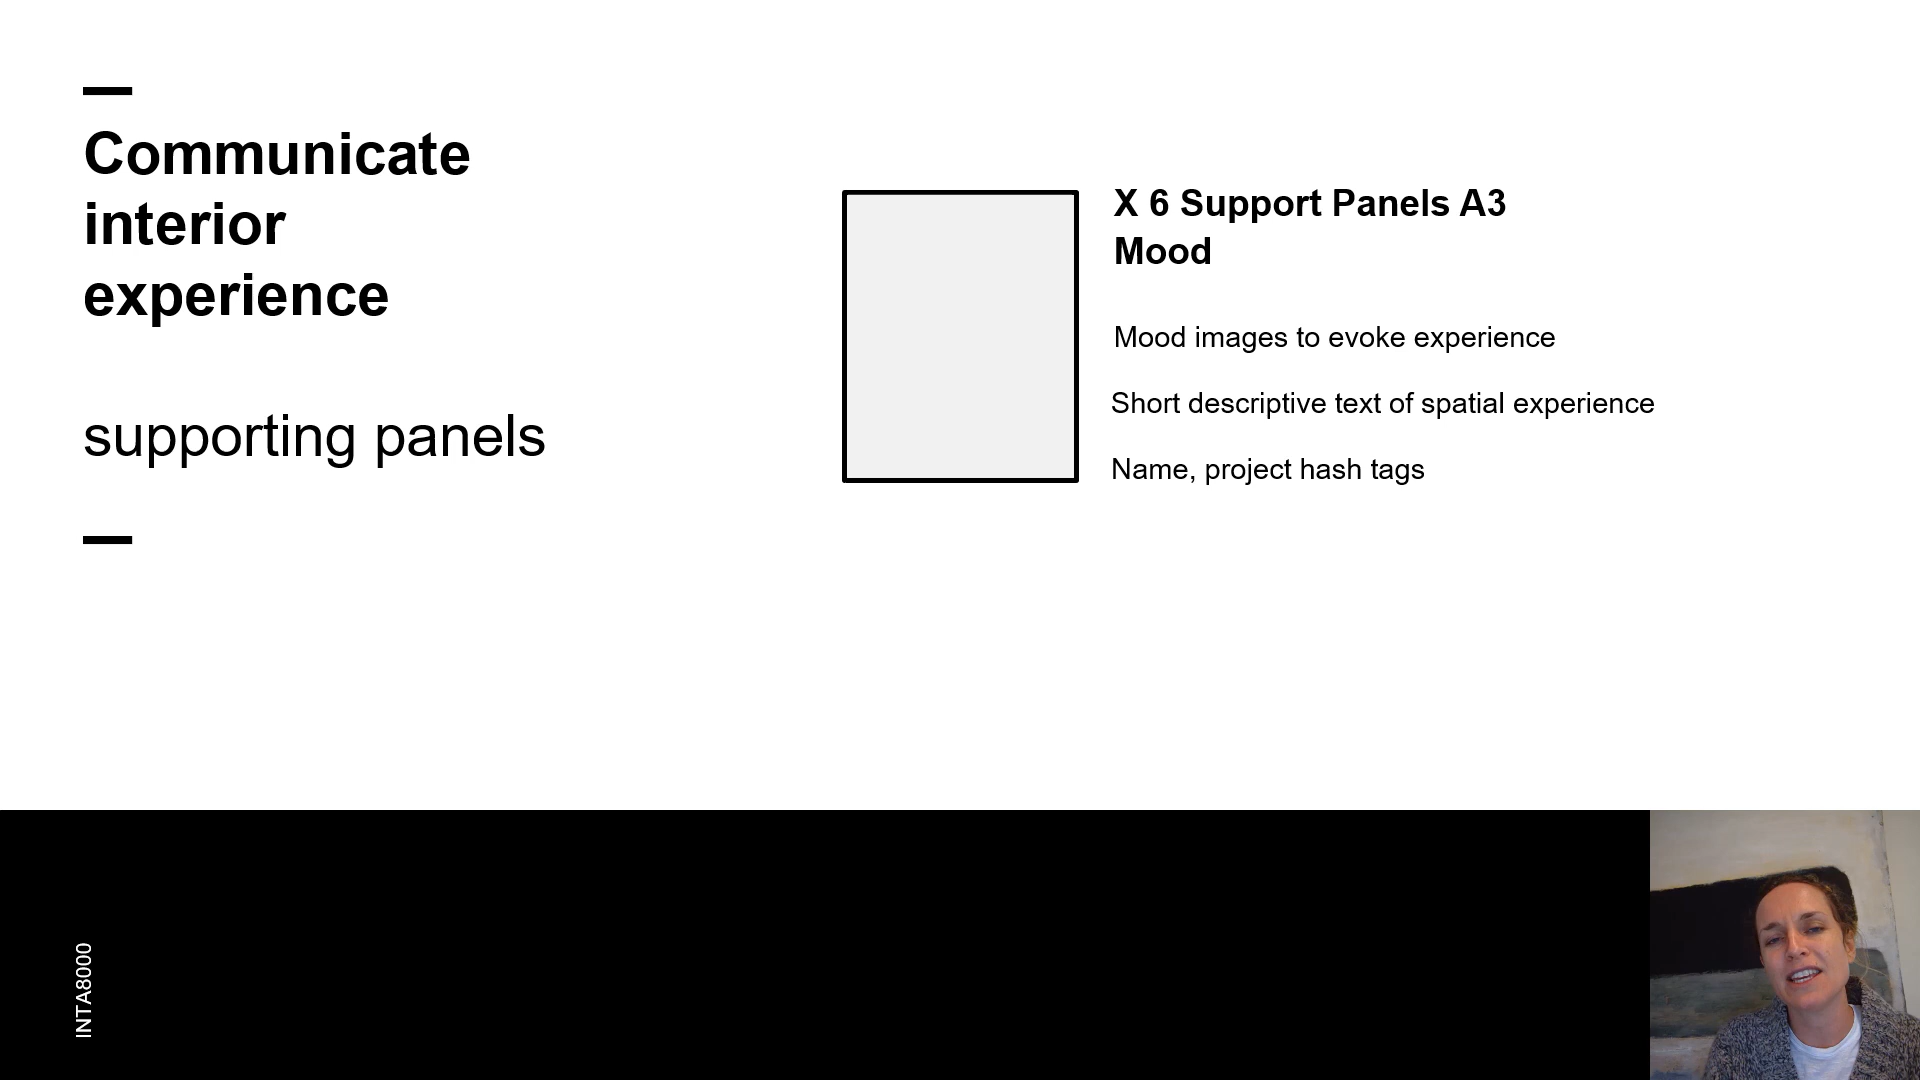 Communicate
interior
experience
supporting panels
X 6 Support Panels A3
Mood
Mood images to evoke experience
Short descriptive text of spatial experience
Name, project hash tags
INTA8000